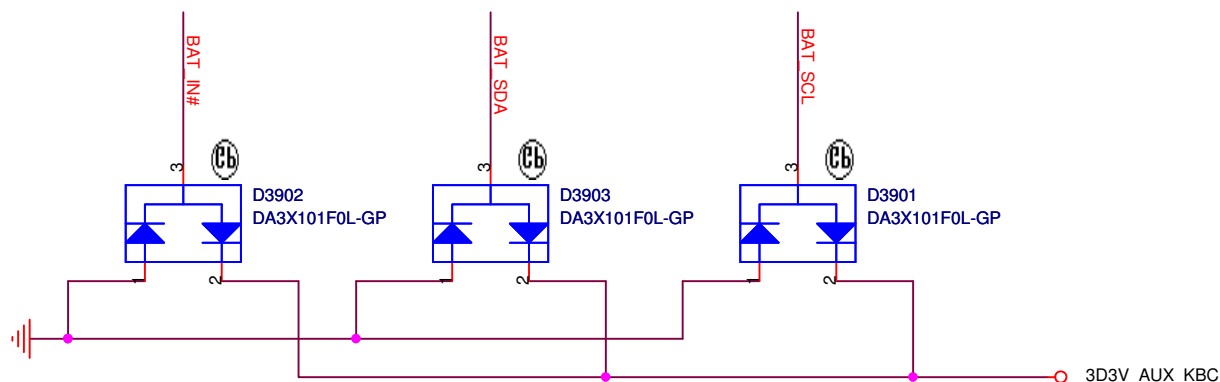 BAT_IN#
BAT_SDA
BAT_SCL
3
3
3
Cb
Cb
Cb
D3902
DA3X101F0L-GP
D3903
DA3X101F0L-GP
D3901
DA3X101F0L-GP
1
2
1
2
1
2
3D3V_AUX_KBC